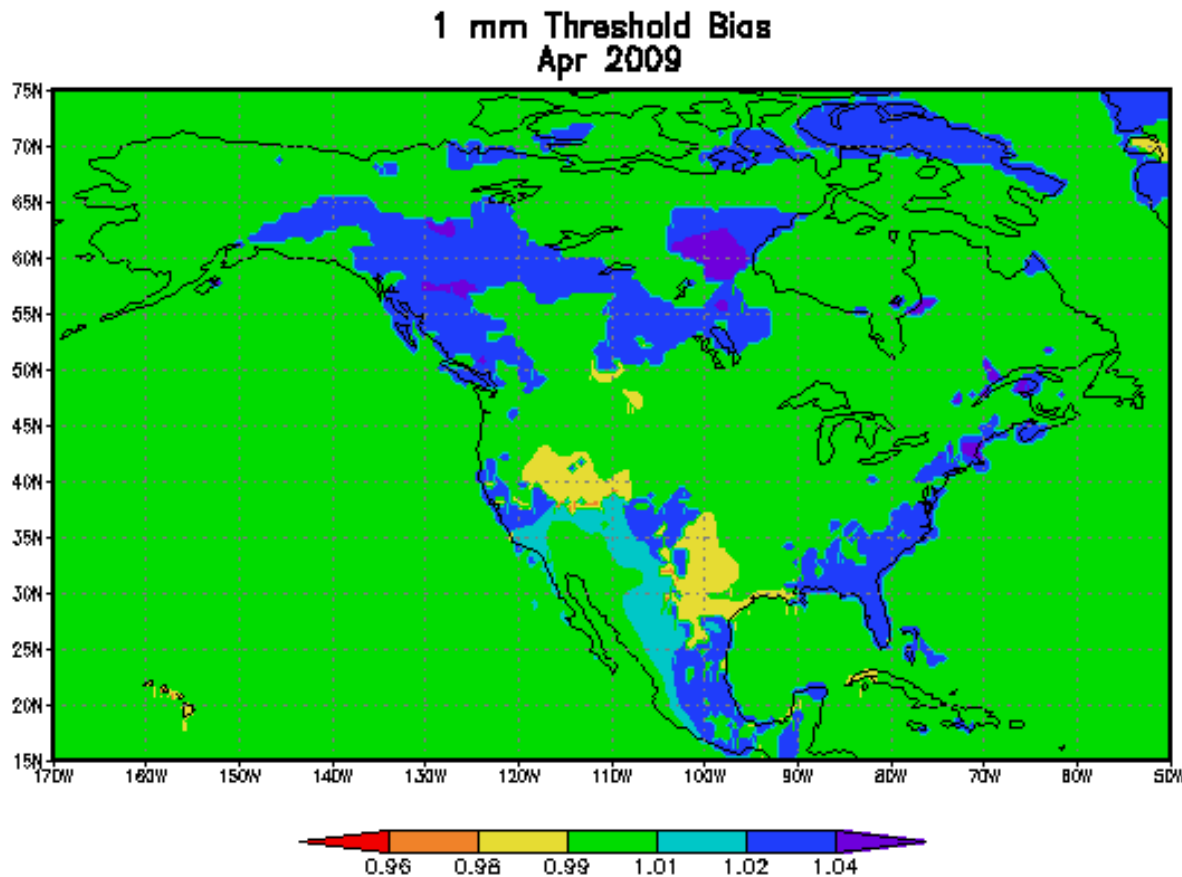 1 mm Threshold Bias
Apr 2009
75N
70N
65N
60N
55N
50N
45N
40N
35N
30N
25N
20N
15N
170W 160W 150W 140W 130W 120W 110W 100W 90W 80W 70W 60W 50W
0.96 0.98 0.99 1.01 1.02 1.04